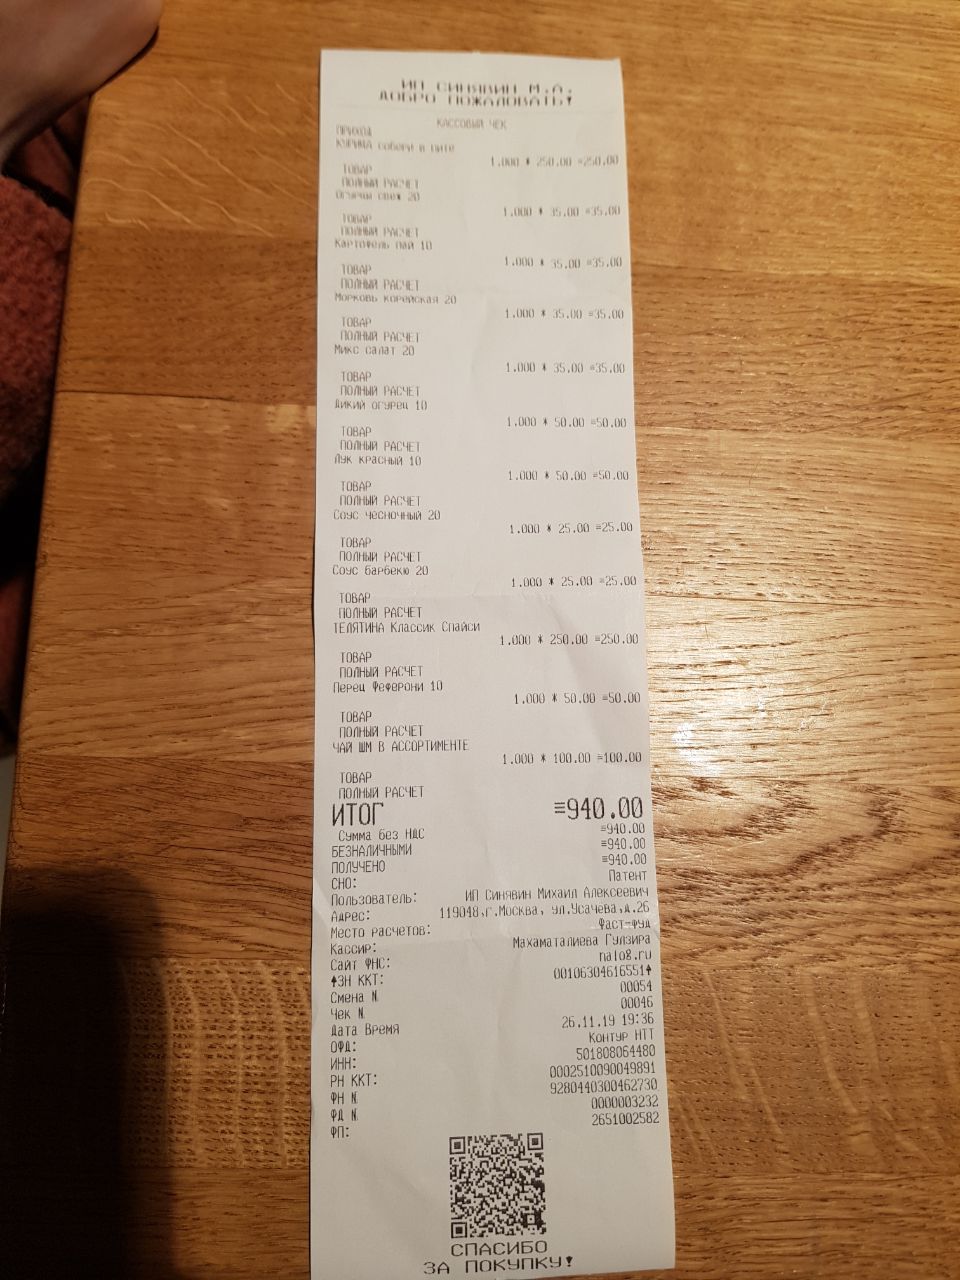 ИП СИНЯВИН М.А.
ДОБРО ПОЖАЛОВАТЬ!
КАССОВЫЙ ЧЕК
ПРИХОД
КУРИЦА собери в пите
1.000 * 250.00 =250.00
ТОВАР
ПОЛНЫЙ РАСЧЕТ
Огурцы свеж 20
1.000 * 35.00 =35.00
ТОВАР
ПОЛНЫЙ РАСЧЕТ
Картофель пай 10
1.000 * 35.00 =35.00
ТОВАР
ПОЛНЫЙ РАСЧЕТ
Морковь корейская 20
1.000 * 35.00 =35.00
ТОВАР
ПОЛНЫЙ РАСЧЕТ
Микс салат 20
1.000 * 35.00 =35.00
ТОВАР
ПОЛНЫЙ РАСЧЕТ
Дикий огурец 10
1.000 * 50.00 =50.00
ТОВАР
ПОЛНЫЙ РАСЧЕТ
Лук красный 10
1.000 * 50.00 =50.00
ТОВАР
ПОЛНЫЙ РАСЧЕТ
Соус чесночный 20
1.000 * 25.00 =25.00
ТОВАР
ПОЛНЫЙ РАСЧЕТ
Соус барбекю 20
1.000 * 25.00 =25.00
ТОВАР
ПОЛНЫЙ РАСЧЕТ
ТЕЛЯТИНА Классик Спайси
1.000 * 250.00 =250.00
ТОВАР
ПОЛНЫЙ РАСЧЕТ
Перец Феферони 10
1.000 * 50.00 =50.00
ТОВАР
ПОЛНЫЙ РАСЧЕТ
ЧАЙ ШМ В АССОРТИМЕНТЕ
1.000 * 100.00 =100.00
ТОВАР
ПОЛНЫЙ РАСЧЕТ
ИТОГ =940.00
Сумма без НДС =940.00
БЕЗНАЛИЧНЫМИ =940.00
ПОЛУЧЕНО =940.00
СНО: Патент
Пользователь: ИП Синявин Михаил Алексеевич
Адрес: 119048,г.Москва, ул.Усачева,д.26
Место расчетов: Фаст-фуд
Кассир: Махаматалиева Гулзира
Сайт ФНС: nalog.ru
↑ЗН ККТ: 00106304616551↑
Смена N 00054
Чек N 00046
Дата Время 26.11.19 19:36
ОФД: Контур НТТ
ИНН: 501808064480
РН ККТ: 0002510090049891
ФН N 9280440300462730
ФД N 0000003232
ФП: 2651002582
СПАСИБО
ЗА ПОКУПКУ!